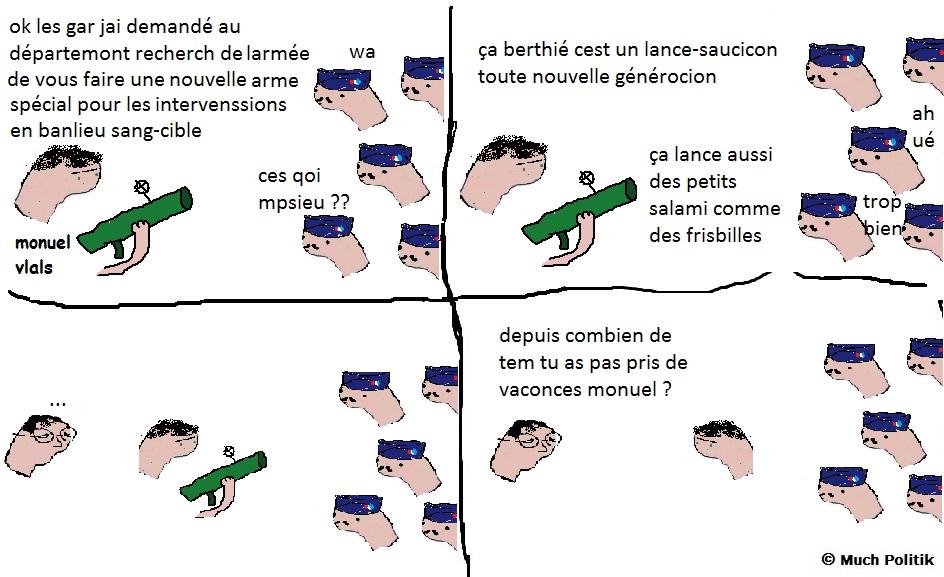 ok les gar jai demandé au
départemont recherch de larmée
de vous faire une nouvelle arme
spécial pour les intervenssions
en banlieu sang-cible
wa
ces qoi
mpsieu ??
monuel
vlals
ça berthié cest un lance-saucicon
toute nouvelle générocion
ah
ué
ça lance aussi
des petits
salami comme
des frisbilles
trop
bien
...
depuis combien de
tem tu as pas pris de
vaconces monuel ?
© Much Politik